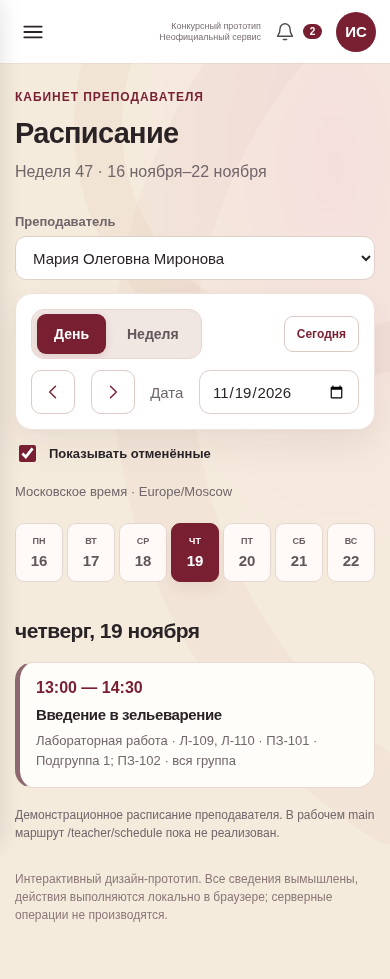 Конкурсный прототип
Неофициальный сервис
2
ИС
КАБИНЕТ ПРЕПОДАВАТЕЛЯ
Расписание
Неделя 47 · 16 ноября–22 ноября
Преподаватель
Мария Олеговна Миронова
День
Неделя
Сегодня
Дата
11/19/2026
Показывать отменённые
Московское время · Europe/Moscow
ПН ВТ СР ЧТ ПТ СБ ВС
16 17 18 19 20 21 22
четверг, 19 ноября
13:00 — 14:30
Введение в зельеварение
Лабораторная работа · Л-109, Л-110 · ПЗ-101 ·
Подгруппа 1; ПЗ-102 · вся группа
Демонстрационное расписание преподавателя. В рабочем main
маршрут /teacher/schedule пока не реализован.
Интерактивный дизайн-прототип. Все сведения вымышлены,
действия выполняются локально в браузере; серверные
операции не производятся.